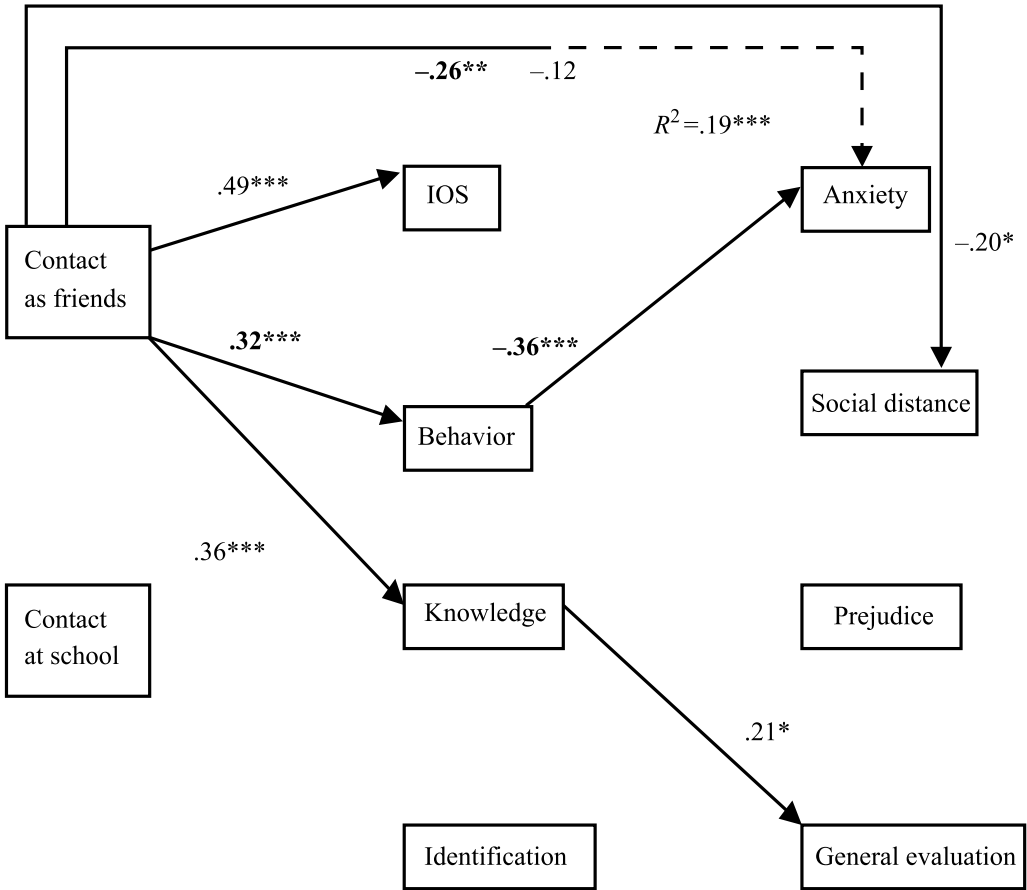 –.26** –.12
R²=.19***
.49***
IOS
Anxiety
–.20*
Contact
as friends
.32***
–.36***
Social distance
Behavior
.36***
Knowledge
Prejudice
Contact
at school
.21*
Identification
General evaluation